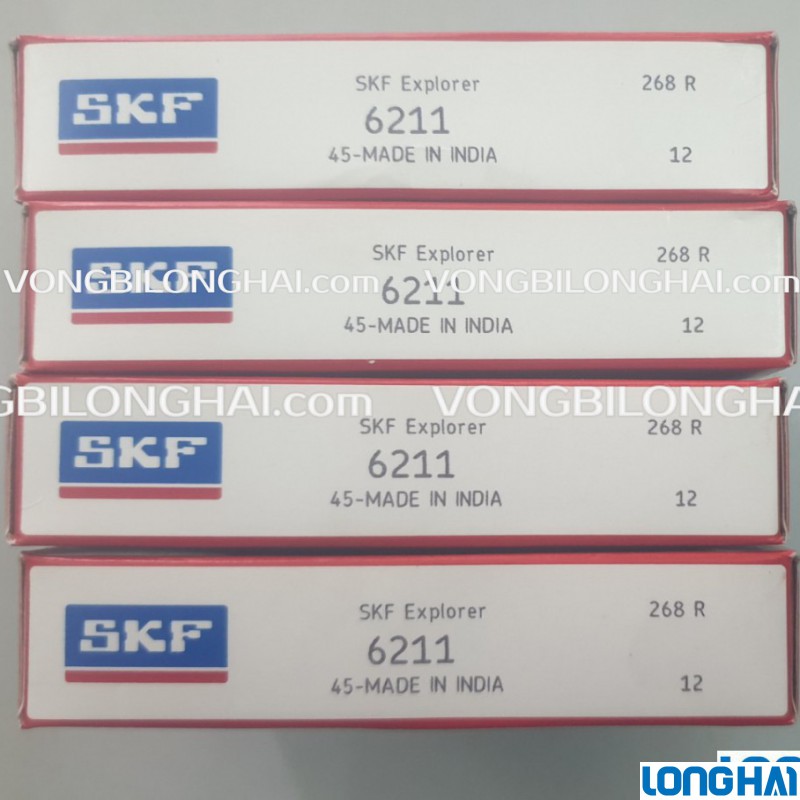 SKF
SKF Explorer
268 R
6211
45-MADE IN INDIA
12
SKF
SKF Explorer
268 R
VONGBILONGHAI.com VONGBILONGHAI
6211
45-MADE IN INDIA
12
GBILONGHAI.com VONGBILONGHAI
SKF
SKF Explorer
268 R
6211
45-MADE IN INDIA
12
SKF
SKF Explorer
268 R
6211
45-MADE IN INDIA
12
LONGHAI